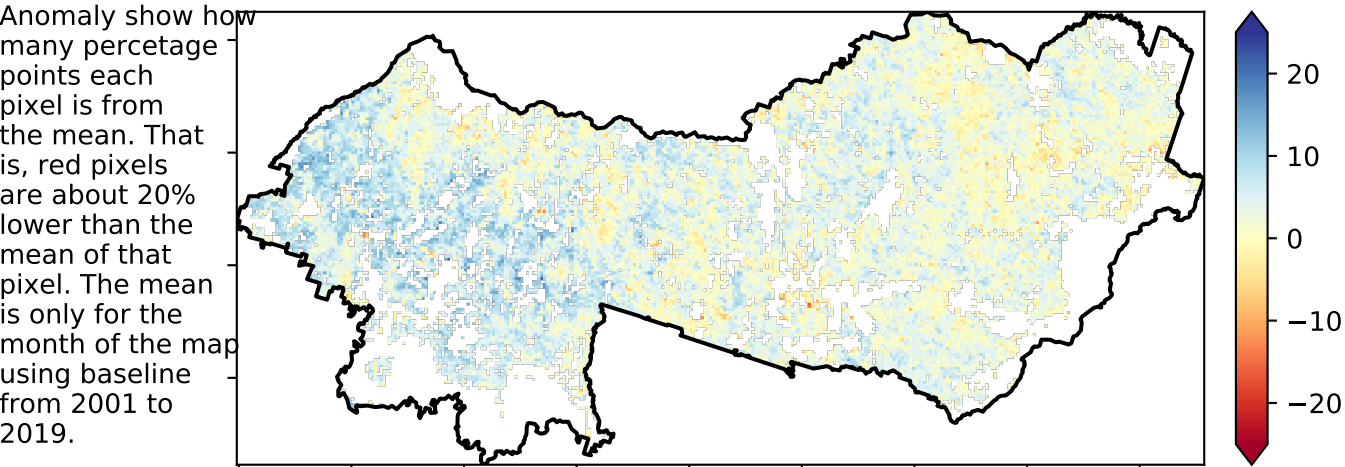 Anomaly show how
many percetage
points each
pixel is from
the mean. That
is, red pixels
are about 20%
lower than the
mean of that
pixel. The mean
is only for the
month of the map
using baseline
from 2001 to
2019.
20
10
0
−10
−20